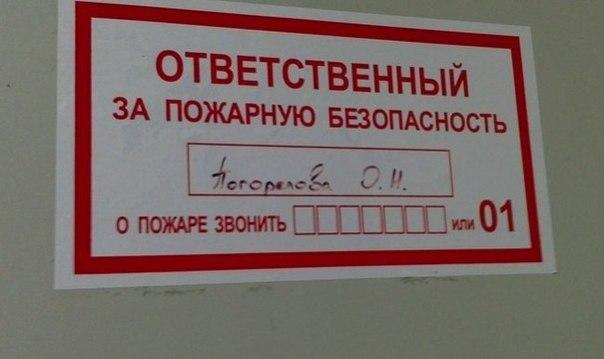 ОТВЕТСТВЕННЫЙ
ЗА ПОЖАРНУЮ БЕЗОПАСНОСТЬ
Погорелова О.Н.
О ПОЖАРЕ ЗВОНИТЬ ИЛИ 01